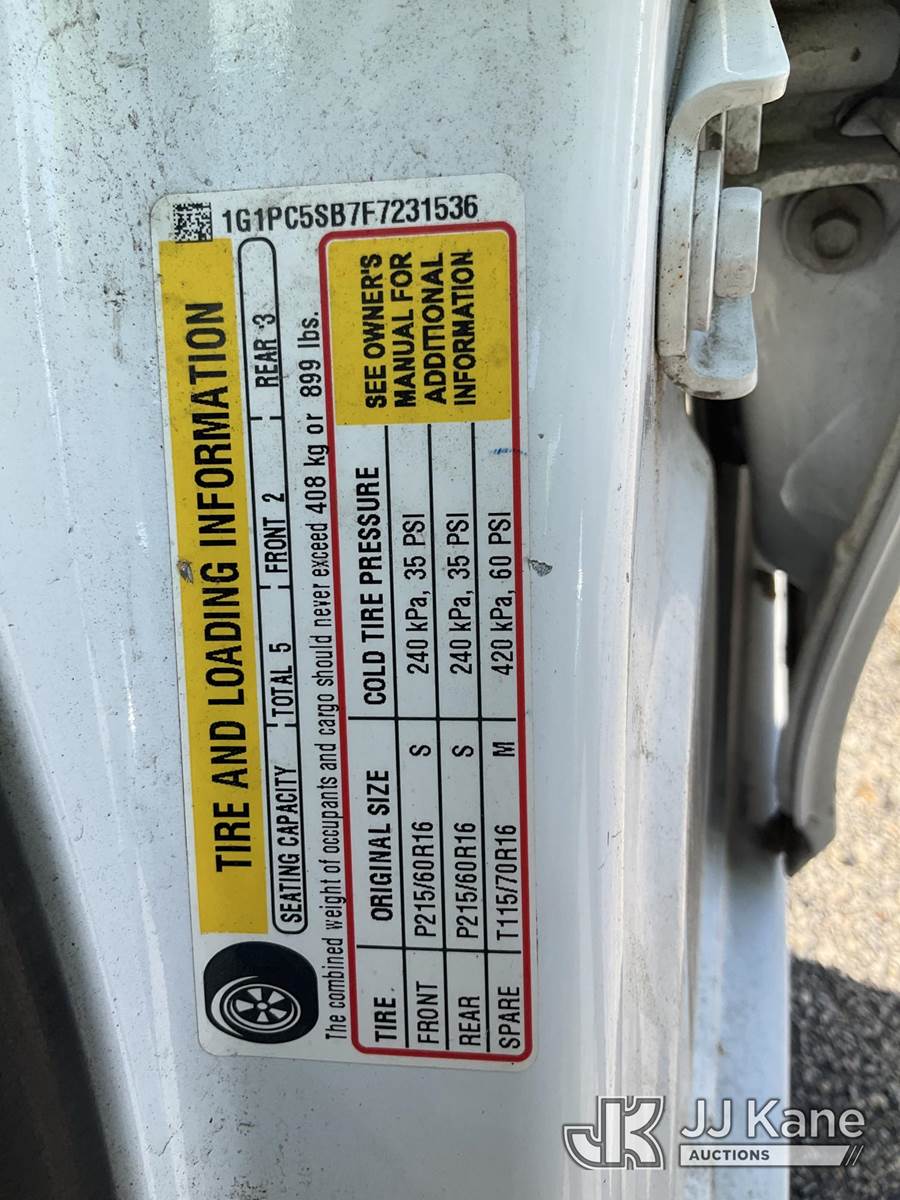 1G1PC5SB7F7231536
TIRE AND LOADING INFORMATION
SEATING CAPACITY TOTAL 5 FRONT 2 REAR 3
The combined weight of occupants and cargo should never exceed 408 kg or 899 lbs.
TIRE ORIGINAL SIZE COLD TIRE PRESSURE
FRONT P215/60R16 S 240 kPa, 35 PSI
REAR P215/60R16 S 240 kPa, 35 PSI
SPARE T115/70R16 M 420 kPa, 60 PSI
SEE OWNER'S
MANUAL FOR
ADDITIONAL
INFORMATION
JK JJ Kane
AUCTIONS